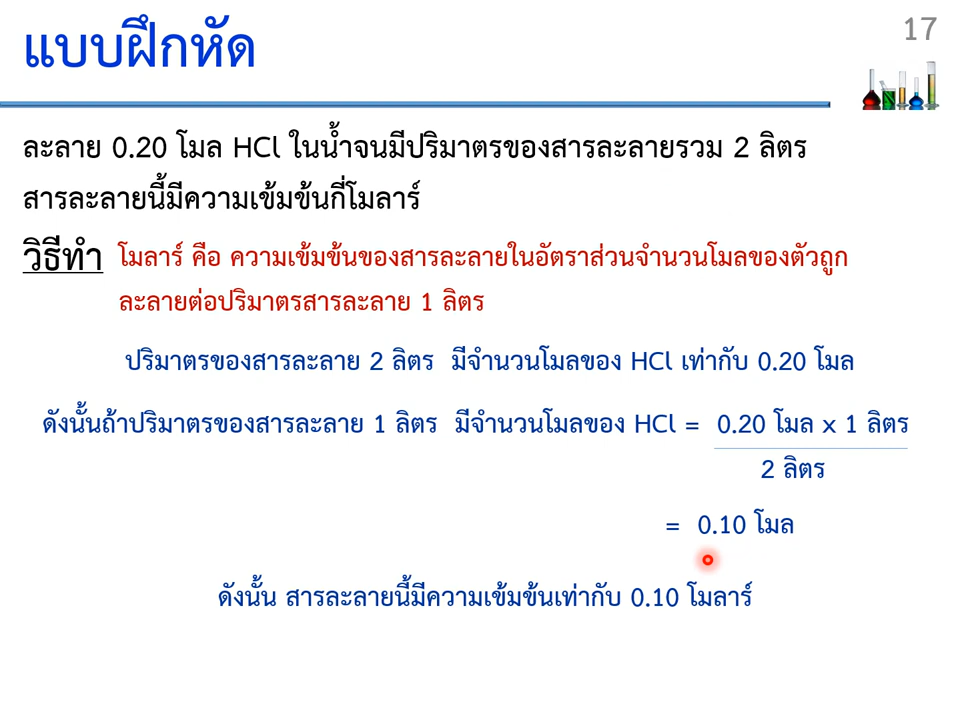 17
แบบฝึกหัด
ละลาย 0.20 โมล HCl ในน้ำจนมีปริมาตรของสารละลายรวม 2 ลิตร
สารละลายนี้มีความเข้มข้นกี่โมลาร์
วิธีทำ โมลาร์ คือ ความเข้มข้นของสารละลายในอัตราส่วนจำนวนโมลของตัวถูก
ละลายต่อปริมาตรสารละลาย 1 ลิตร
ปริมาตรของสารละลาย 2 ลิตร มีจำนวนโมลของ HCl เท่ากับ 0.20 โมล
ดังนั้นถ้าปริมาตรของสารละลาย 1 ลิตร มีจำนวนโมลของ HCl = 0.20 โมล x 1 ลิตร
2 ลิตร
= 0.10 โมล
ดังนั้น สารละลายนี้มีความเข้มข้นเท่ากับ 0.10 โมลาร์